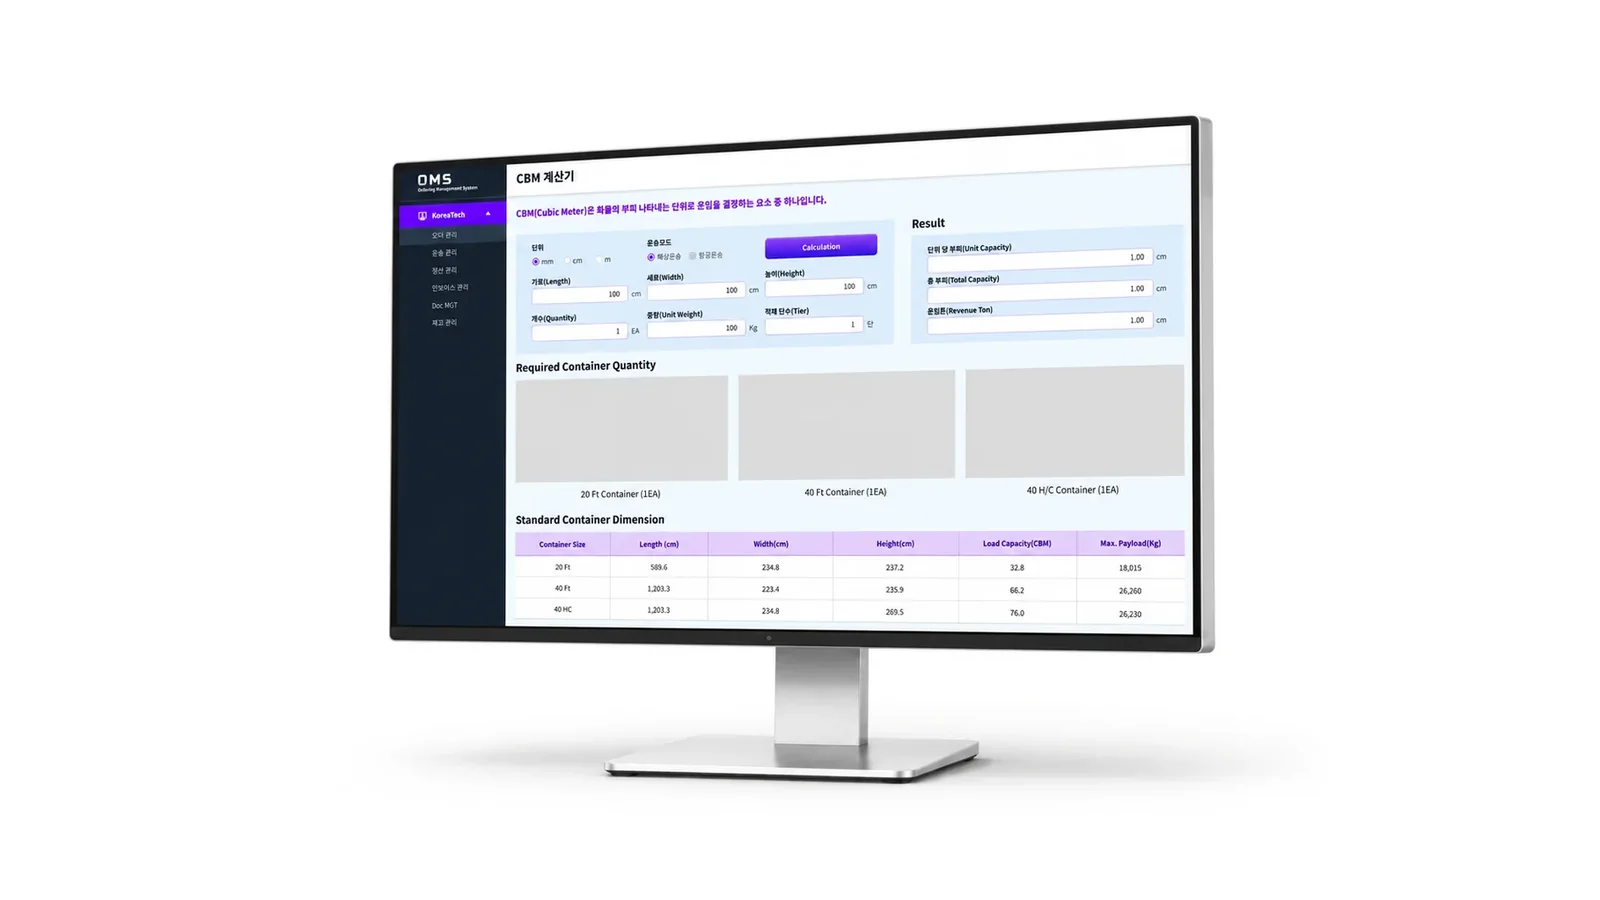 OMS
Ordering Management System
KoreaTech
오더 관리
운송 관리
정산 관리
인보이스 관리
Doc MGT
재고 관리
CBM 계산기
CBM(Cubic Meter)은 화물의 부피 나타내는 단위로 운임을 결정하는 요소 중 하나입니다.
단위
mm cm m
운송모드
해상운송 항공운송
Calculation
가로(Length) 세로(Width) 높이(Height)
100 cm 100 cm 100 cm
개수(Quantity) 중량(Unit Weight) 적재 단수(Tier)
1 EA 100 Kg 1 단
Result
단위 당 부피(Unit Capacity)
1.00 cm
총 부피(Total Capacity)
1.00 cm
운임톤(Revenue Ton)
1.00 cm
Required Container Quantity
20 Ft Container (1EA) 40 Ft Container (1EA) 40 H/C Container (1EA)
Standard Container Dimension
Container Size Length (cm) Width(cm) Height(cm) Load Capacity(CBM) Max. Payload(Kg)
20 Ft 589.6 234.8 237.2 32.8 18,015
40 Ft 1,203.3 223.4 235.9 66.2 26,260
40 HC 1,203.3 234.8 269.5 76.0 26,230